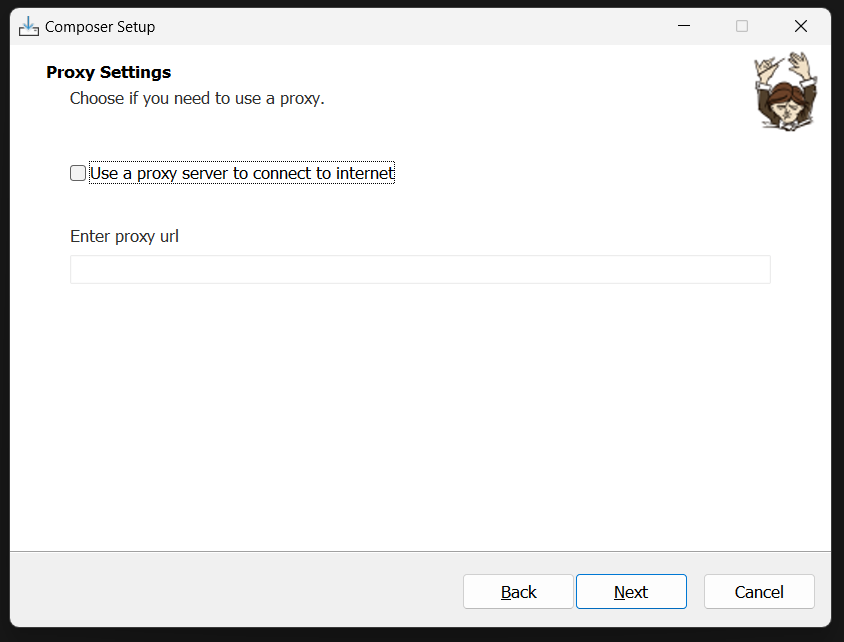 Composer Setup
Proxy Settings
Choose if you need to use a proxy.
Use a proxy server to connect to internet
Enter proxy url
Back Next Cancel